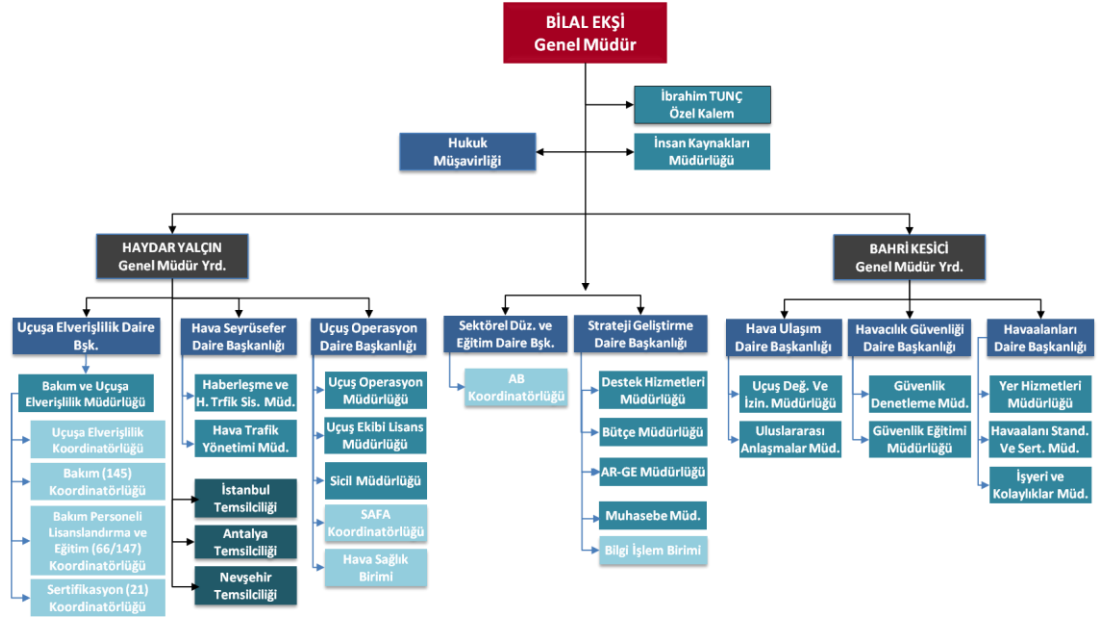 BİLAL EKŞİ
Genel Müdür
İbrahim TUNÇ
Özel Kalem
Hukuk
Müşavirliği
İnsan Kaynakları
Müdürlüğü
HAYDAR YALÇIN
Genel Müdür Yrd.
BAHRİ KESİCİ
Genel Müdür Yrd.
Uçuşa Elverişlilik Daire
Bşk.
Hava Seyrüsefer
Daire Başkanlığı
Uçuş Operasyon
Daire Başkanlığı
Sektörel Düz. ve
Eğitim Daire Bşk.
Strateji Geliştirme
Daire Başkanlığı
Hava Ulaşım
Daire Başkanlığı
Havacılık Güvenliği
Daire Başkanlığı
Havaalanları
Daire Başkanlığı
Bakım ve Uçuşa
Elverişlilik Müdürlüğü
Uçuşa Elverişlilik
Koordinatörlüğü
Bakım (145)
Koordinatörlüğü
Bakım Personeli
Lisanslandırma ve
Eğitim (66/147)
Koordinatörlüğü
Sertifikasyon (21)
Koordinatörlüğü
Haberleşme ve
H. Trfik Sis. Müd.
Hava Trafik
Yönetimi Müd.
İstanbul
Temsilciliği
Antalya
Temsilciliği
Nevşehir
Temsilciliği
Uçuş Operasyon
Müdürlüğü
Uçuş Ekibi Lisans
Müdürlüğü
Sicil Müdürlüğü
SAFA
Koordinatörlüğü
Hava Sağlık
Birimi
AB
Koordinatörlüğü
Destek Hizmetleri
Müdürlüğü
Bütçe Müdürlüğü
AR-GE Müdürlüğü
Muhasebe Müd.
Bilgi İşlem Birimi
Uçuş Değ. Ve
İzin. Müdürlüğü
Uluslararası
Anlaşmalar Müd.
Güvenlik
Denetleme Müd.
Güvenlik Eğitimi
Müdürlüğü
Yer Hizmetleri
Müdürlüğü
Havaalanı Stand.
Ve Sert. Müd.
İşyeri ve
Kolaylıklar Müd.